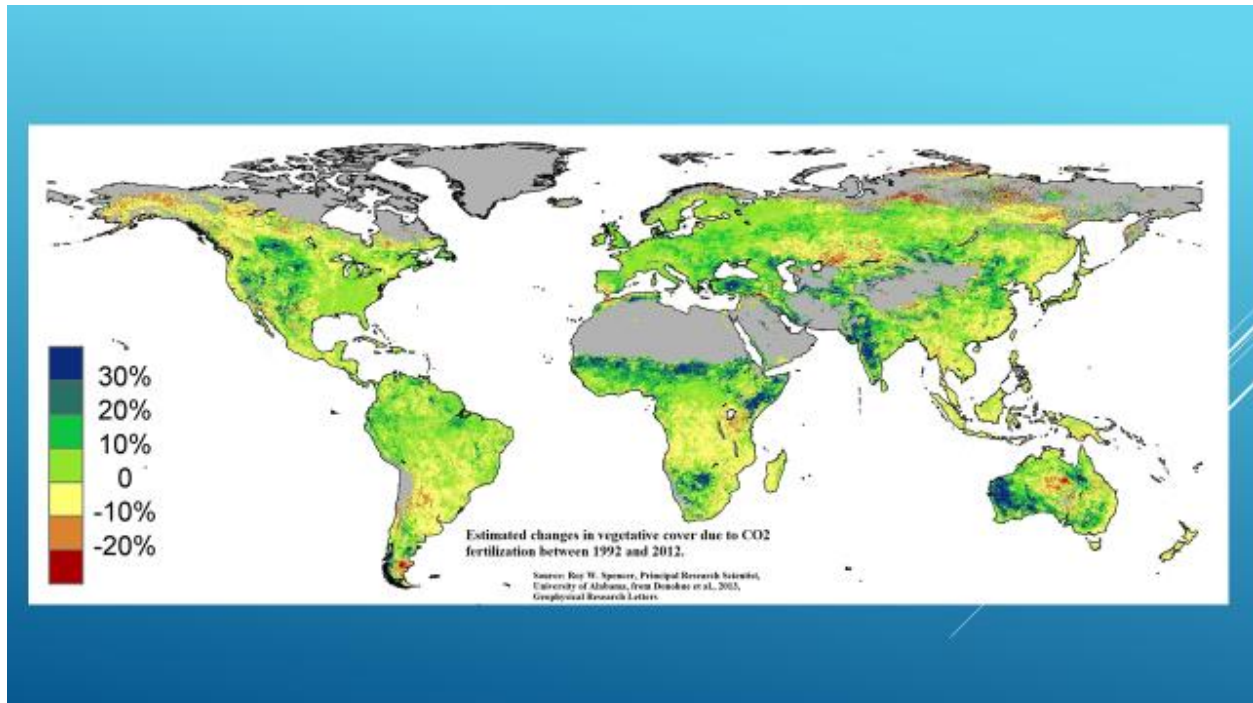 30%
20%
10%
0
-10%
-20%
Estimated changes in vegetative cover due to CO2
fertilization between 1992 and 2012.
Source: Roy W. Spencer, Principal Research Scientist,
University of Alabama, from Donohue et al., 2013,
Geophysical Research Letters